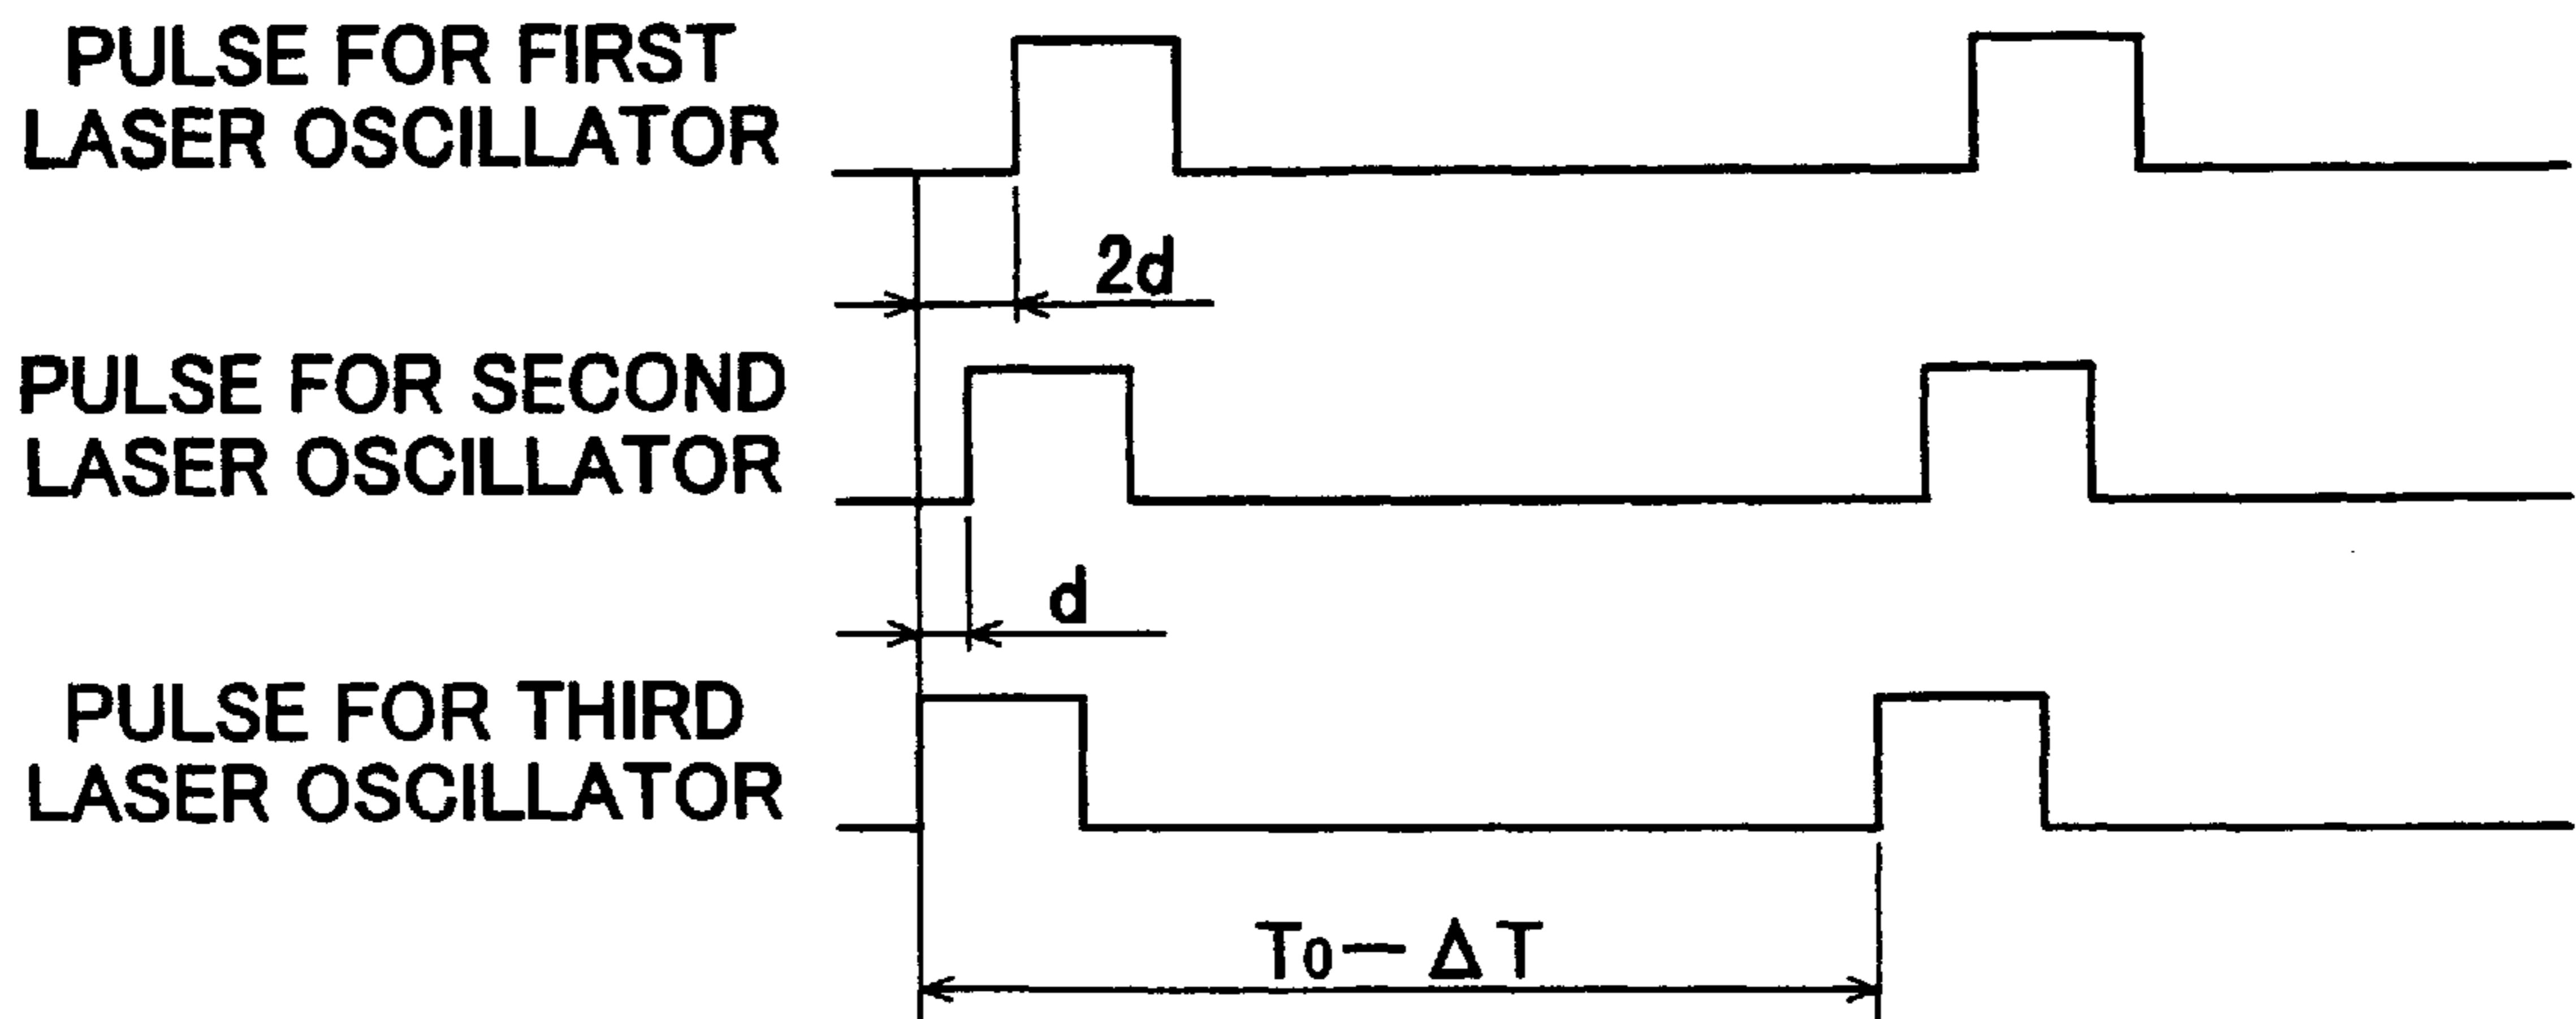 PULSE FOR FIRST
LASER OSCILLATOR
2d
PULSE FOR SECOND
LASER OSCILLATOR
d
PULSE FOR THIRD
LASER OSCILLATOR
T0－ΔT